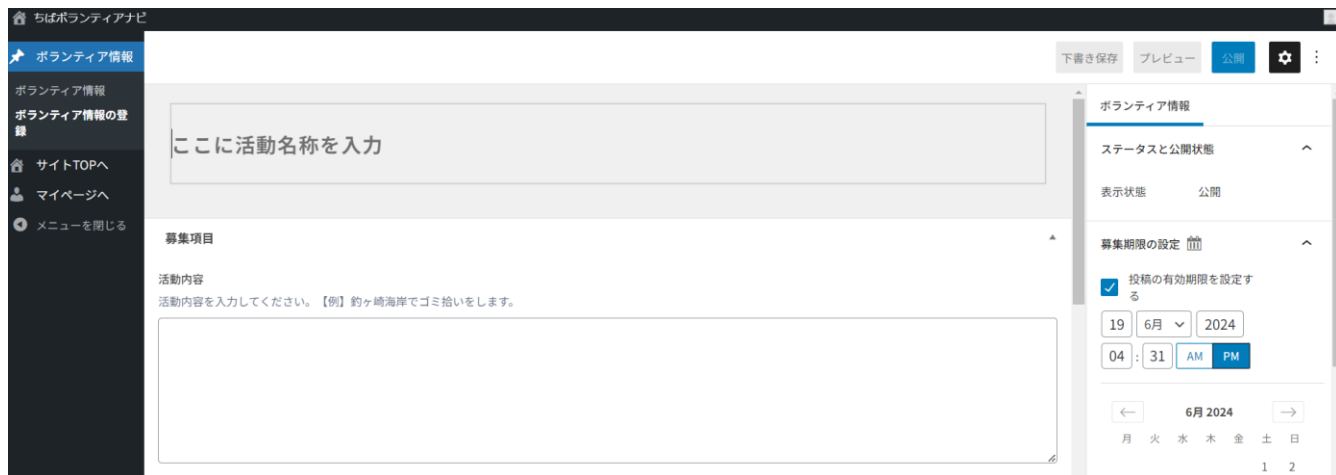 ちばボランティアナビ
ボランティア情報
ボランティア情報
ボランティア情報の登
録
サイトTOPへ
マイページへ
メニューを閉じる
下書き保存 プレビュー 公開
ここに活動名称を入力
募集項目
活動内容
活動内容を入力してください。【例】釣ヶ崎海岸でゴミ拾いをします。
ボランティア情報
ステータスと公開状態
表示状態 公開
募集期限の設定
投稿の有効期限を設定す
る
19 6月 2024
04 : 31 AM PM
← 6月 2024 →
月 火 水 木 金 土 日
1 2